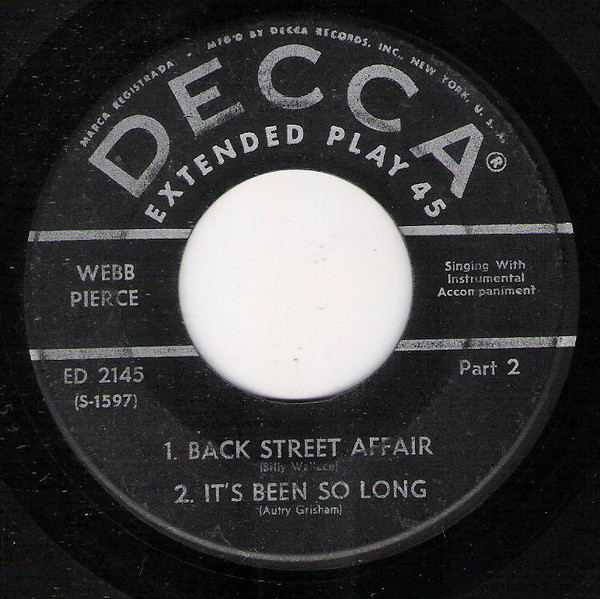 MARCA REGISTRADA • MFG'D BY DECCA RECORDS, INC., NEW YORK, U. S. A.
DECCA®
EXTENDED PLAY 45
WEBB
PIERCE
Singing With
Instrumental
Accompaniment
ED 2145
(S-1597)
Part 2
1. BACK STREET AFFAIR
(Billy Wallace)
2. IT'S BEEN SO LONG
(Autry Grisham)